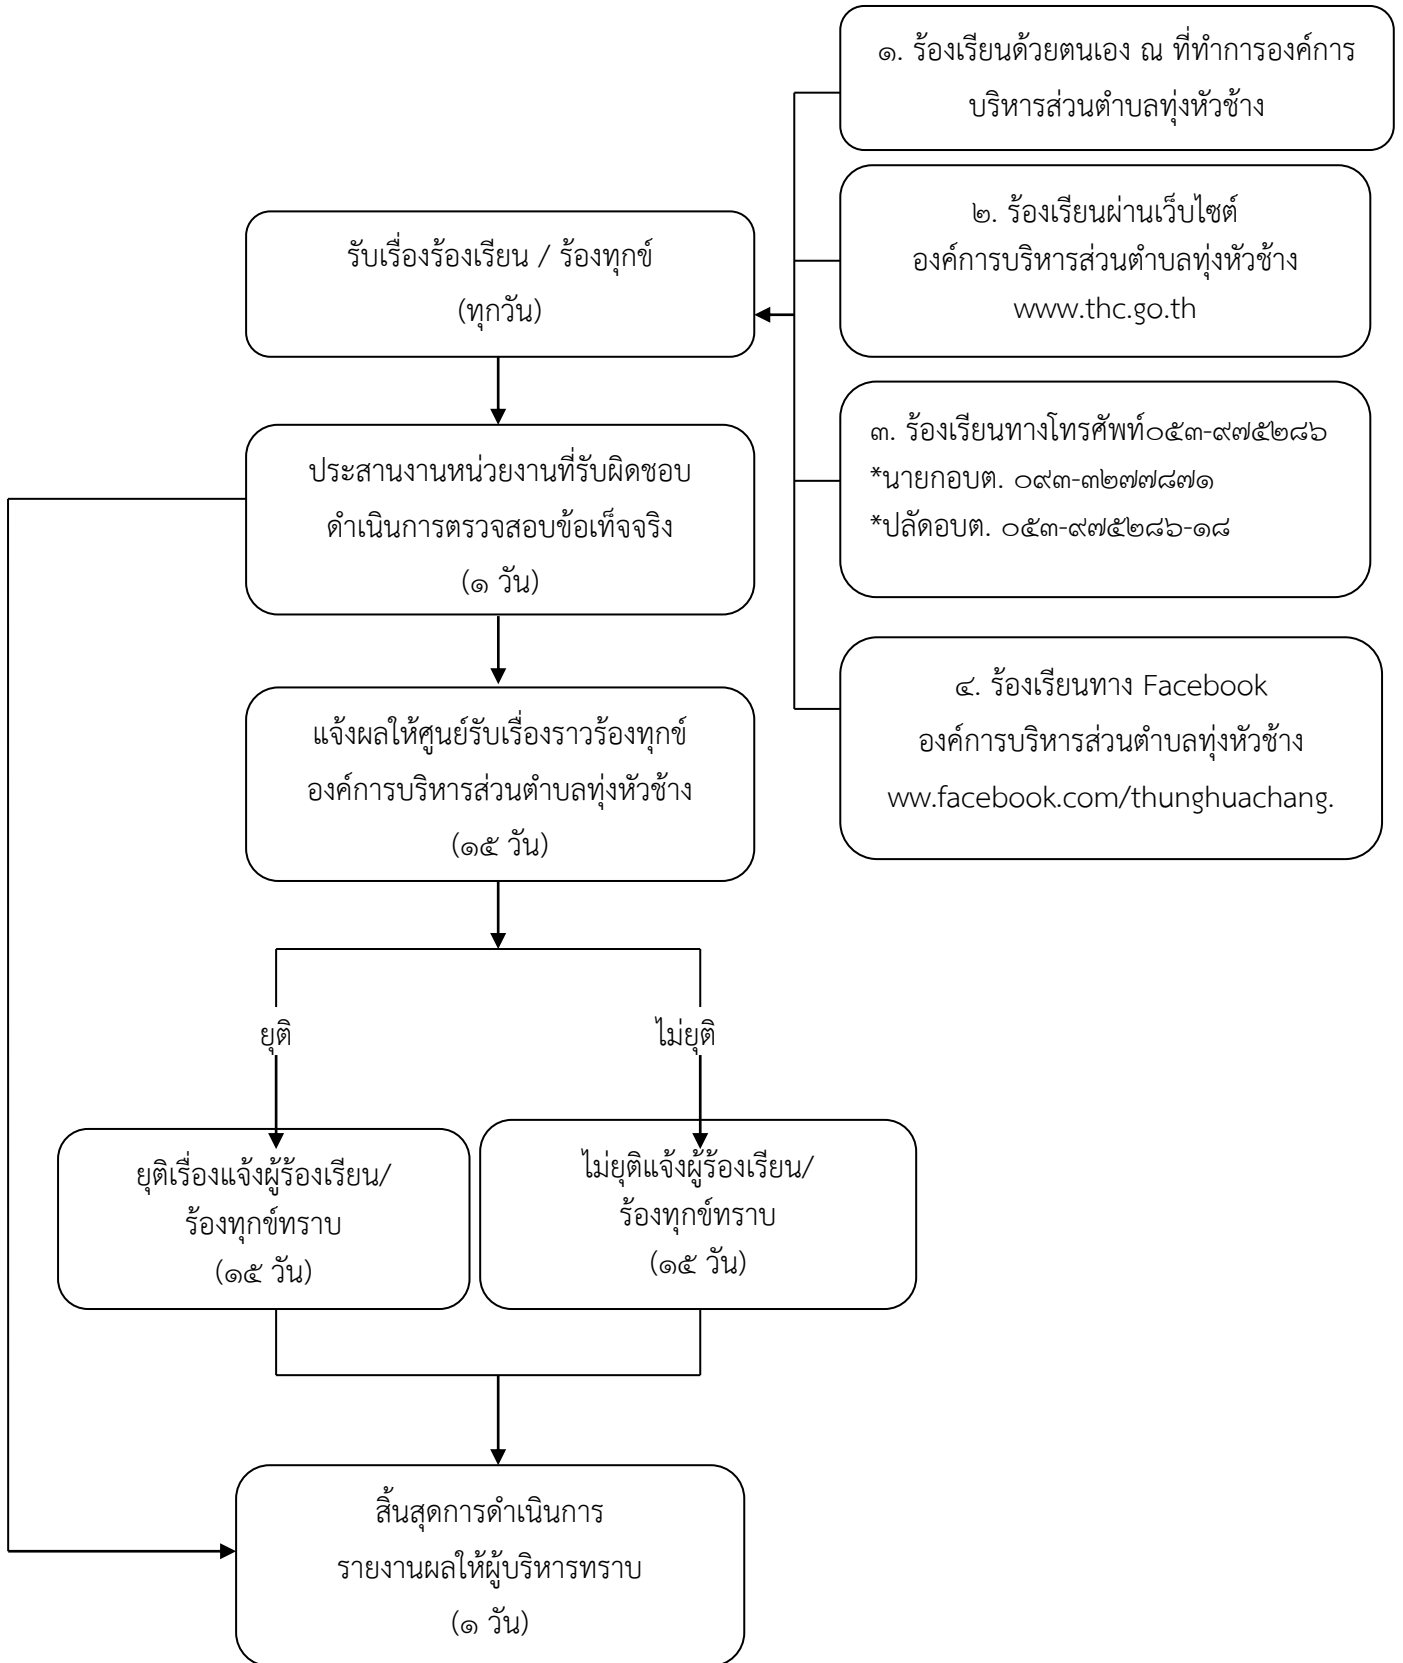 ๑. ร้องเรียนด้วยตนเอง ณ ที่ทำการองค์การ
บริหารส่วนตำบลทุ่งหัวช้าง
๒. ร้องเรียนผ่านเว็บไซต์
องค์การบริหารส่วนตำบลทุ่งหัวช้าง
www.thc.go.th
๓. ร้องเรียนทางโทรศัพท์๐๕๓-๙๗๕๒๘๖
*นายกอบต. ๐๙๓-๓๒๗๗๘๗๑
*ปลัดอบต. ๐๕๓-๙๗๕๒๘๖-๑๘
๔. ร้องเรียนทาง Facebook
องค์การบริหารส่วนตำบลทุ่งหัวช้าง
ww.facebook.com/thunghuachang.
รับเรื่องร้องเรียน / ร้องทุกข์
(ทุกวัน)
ประสานงานหน่วยงานที่รับผิดชอบ
ดำเนินการตรวจสอบข้อเท็จจริง
(๑ วัน)
แจ้งผลให้ศูนย์รับเรื่องราวร้องทุกข์
องค์การบริหารส่วนตำบลทุ่งหัวช้าง
(๑๕ วัน)
ยุติ
ไม่ยุติ
ยุติเรื่องแจ้งผู้ร้องเรียน/
ร้องทุกข์ทราบ
(๑๕ วัน)
ไม่ยุติแจ้งผู้ร้องเรียน/
ร้องทุกข์ทราบ
(๑๕ วัน)
สิ้นสุดการดำเนินการ
รายงานผลให้ผู้บริหารทราบ
(๑ วัน)